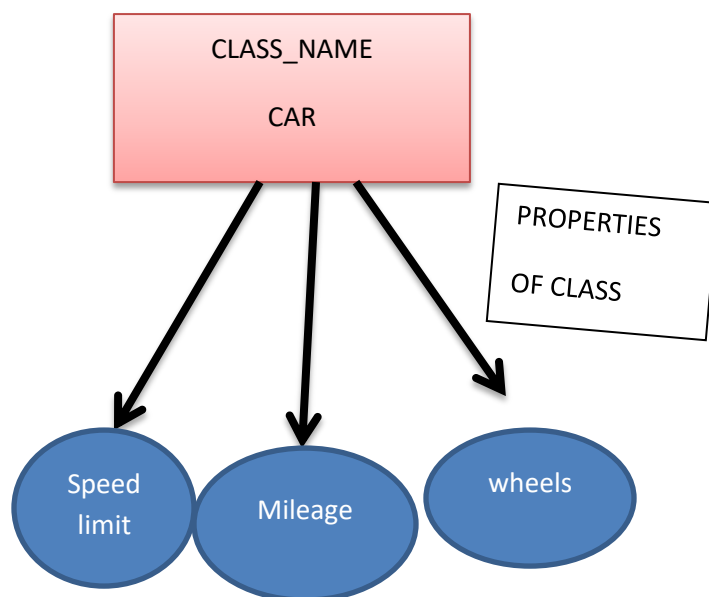 CLASS_NAME
CAR
PROPERTIES
OF CLASS
Speed
limit
Mileage
wheels